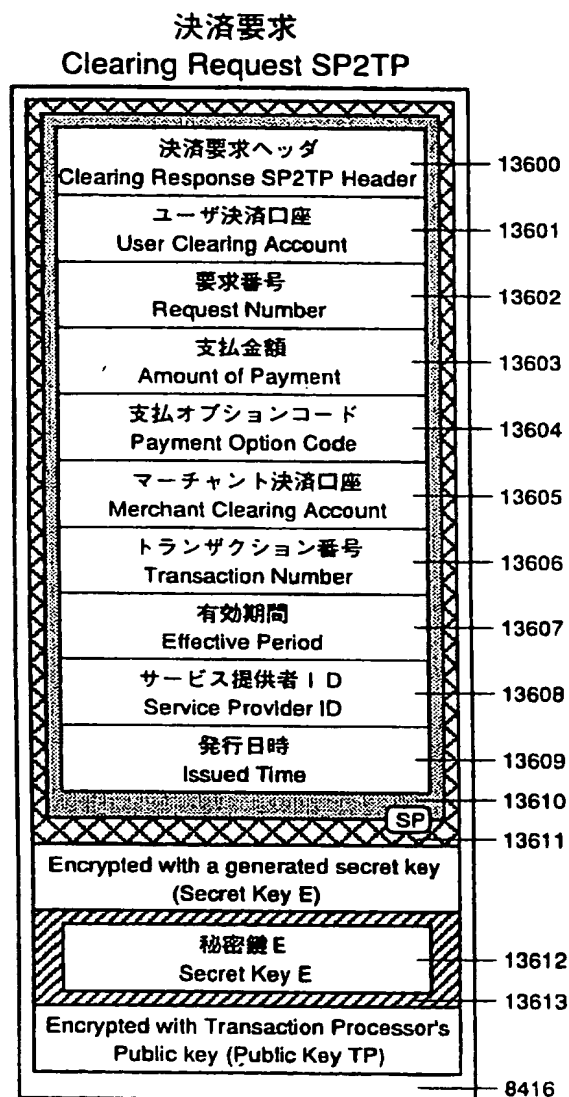 決済要求
Clearing Request SP2TP
決済要求ヘッダ
Clearing Response SP2TP Header
13600
ユーザ決済口座
User Clearing Account
13601
要求番号
Request Number
13602
支払金額
Amount of Payment
13603
支払オプションコード
Payment Option Code
13604
マーチャント決済口座
Merchant Clearing Account
13605
トランザクション番号
Transaction Number
13606
有効期間
Effective Period
13607
サービス提供者ID
Service Provider ID
13608
発行日時
Issued Time
13609
13610
SP
13611
Encrypted with a generated secret key
(Secret Key E)
秘密鍵E
Secret Key E
13612
13613
Encrypted with Transaction Processor's
Public key (Public Key TP)
8416